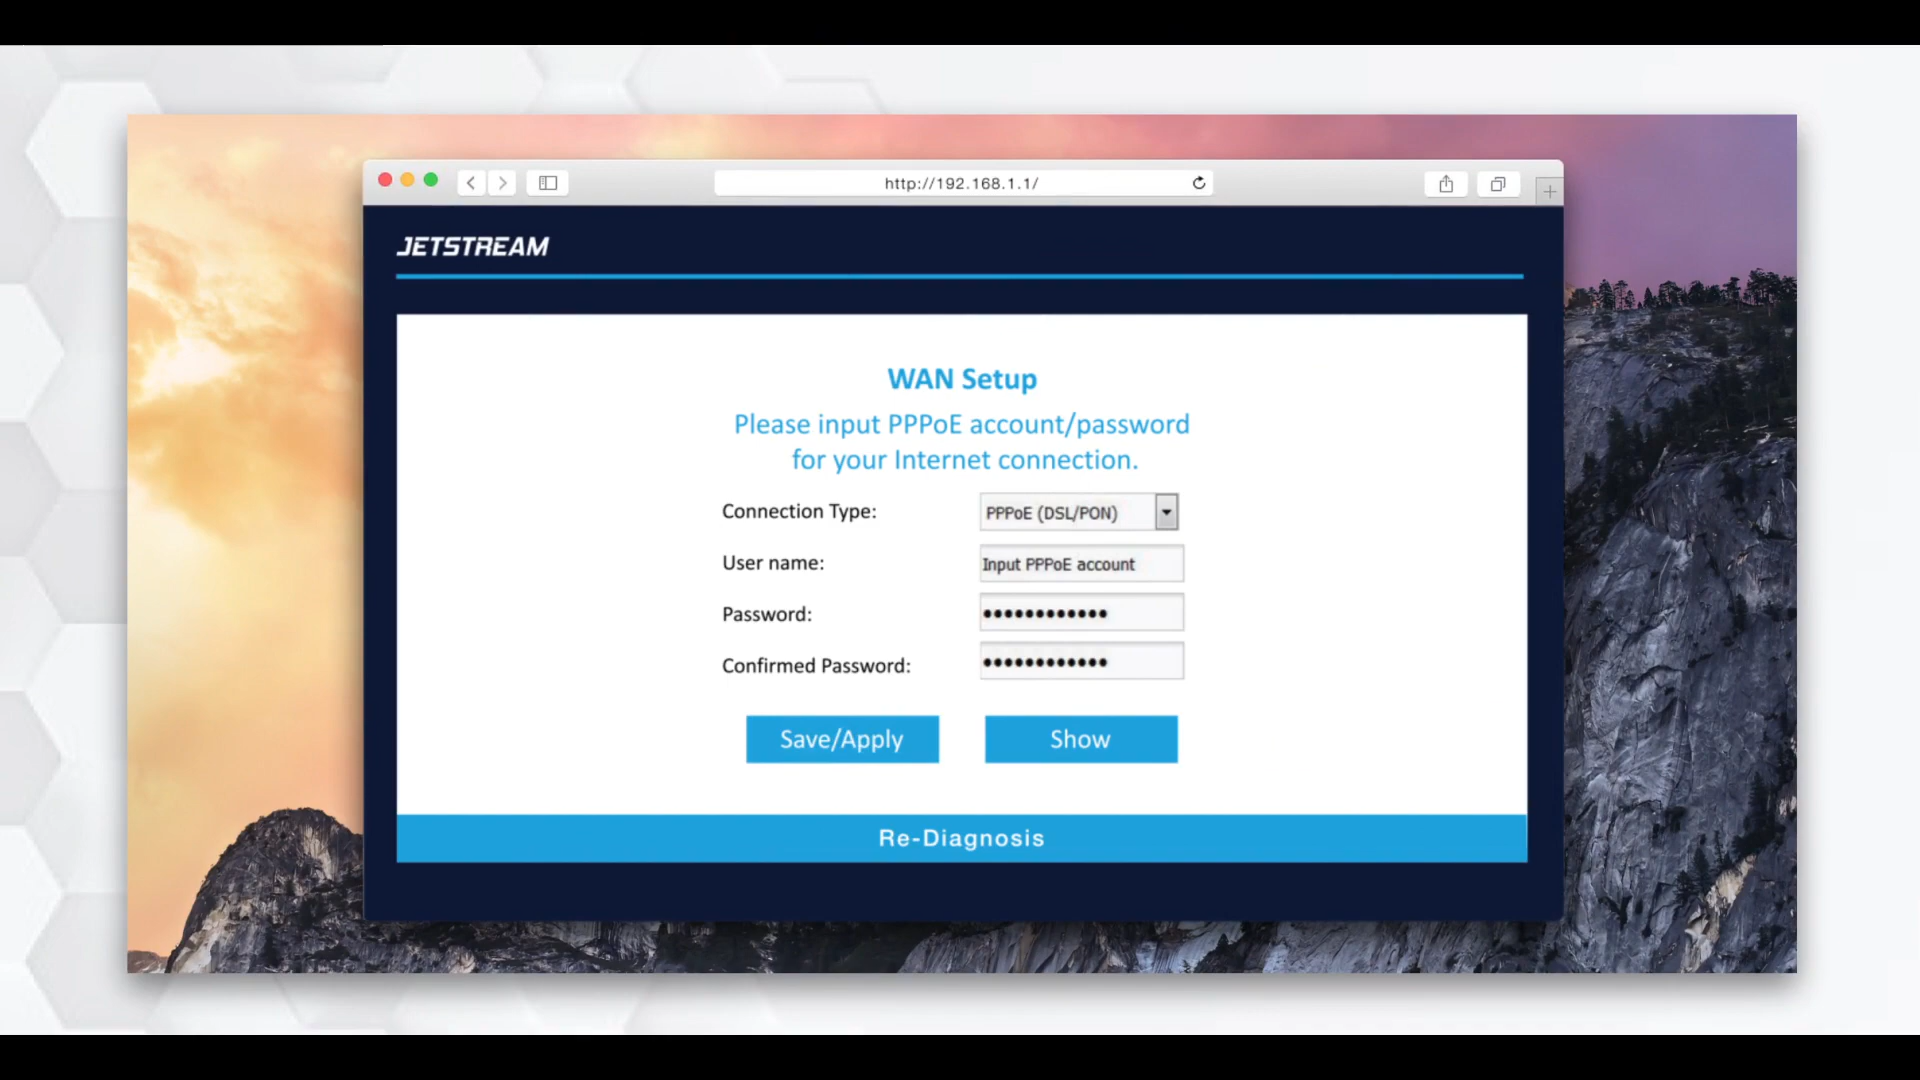 http://192.168.1.1/
JETSTREAM
WAN Setup
Please input PPPoE account/password
for your Internet connection.
Connection Type: PPPoE (DSL/PON)
User name: Input PPPoE account
Password: ••••••••••••
Confirmed Password: ••••••••••••
Save/Apply Show
Re-Diagnosis